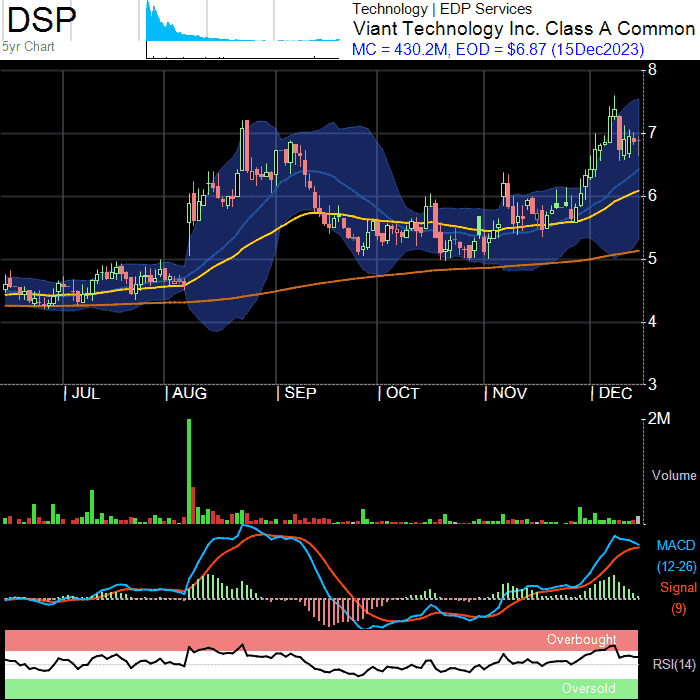 DSP
5yr Chart
Technology | EDP Services
Viant Technology Inc. Class A Common
MC = 430.2M, EOD = $6.87 (15Dec2023)
8
7
6
5
4
3
| JUL | AUG | SEP | OCT | NOV | DEC
2M
Volume
MACD
(12-26)
Signal
(9)
Overbought
RSI(14)
Oversold